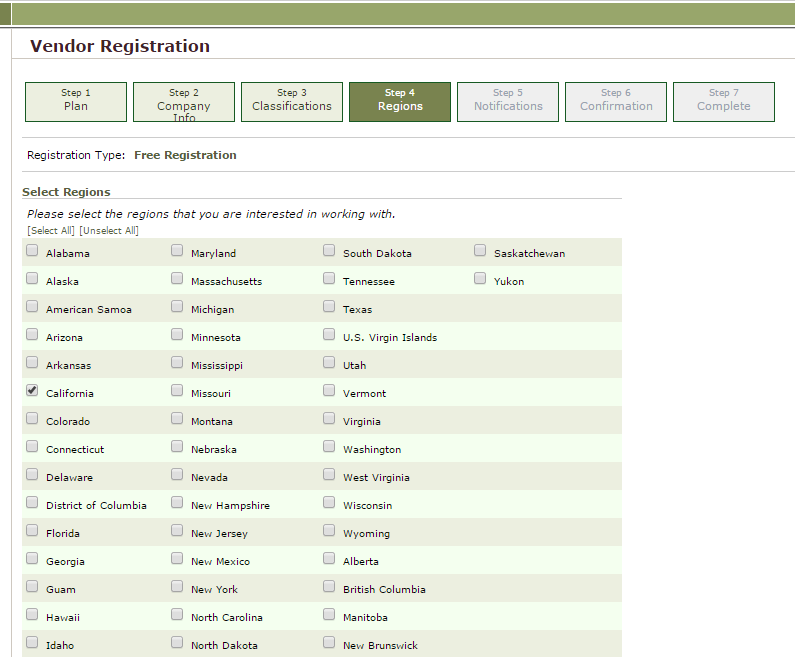 Vendor Registration
Step 1 Step 2 Step 3 Step 4 Step 5 Step 6 Step 7
Plan Company Info Classifications Regions Notifications Confirmation Complete
Registration Type: Free Registration
Select Regions
Please select the regions that you are interested in working with.
[Select All] [Unselect All]
Alabama Maryland South Dakota Saskatchewan
Alaska Massachusetts Tennessee Yukon
American Samoa Michigan Texas
Arizona Minnesota U.S. Virgin Islands
Arkansas Mississippi Utah
California Missouri Vermont
Colorado Montana Virginia
Connecticut Nebraska Washington
Delaware Nevada West Virginia
District of Columbia New Hampshire Wisconsin
Florida New Jersey Wyoming
Georgia New Mexico Alberta
Guam New York British Columbia
Hawaii North Carolina Manitoba
Idaho North Dakota New Brunswick